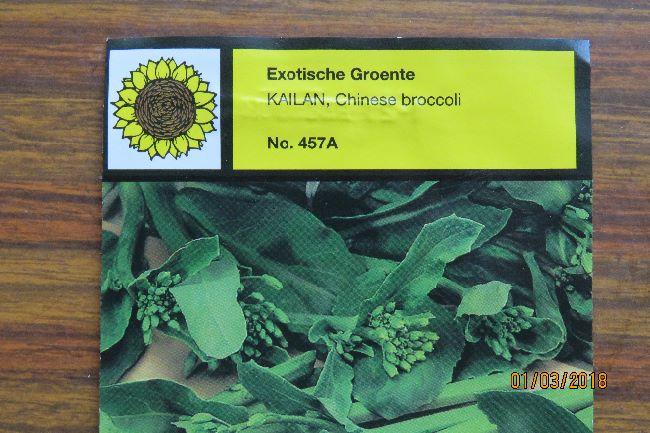 Exotische Groente
KAILAN, Chinese broccoli
No. 457A
01/03/2018